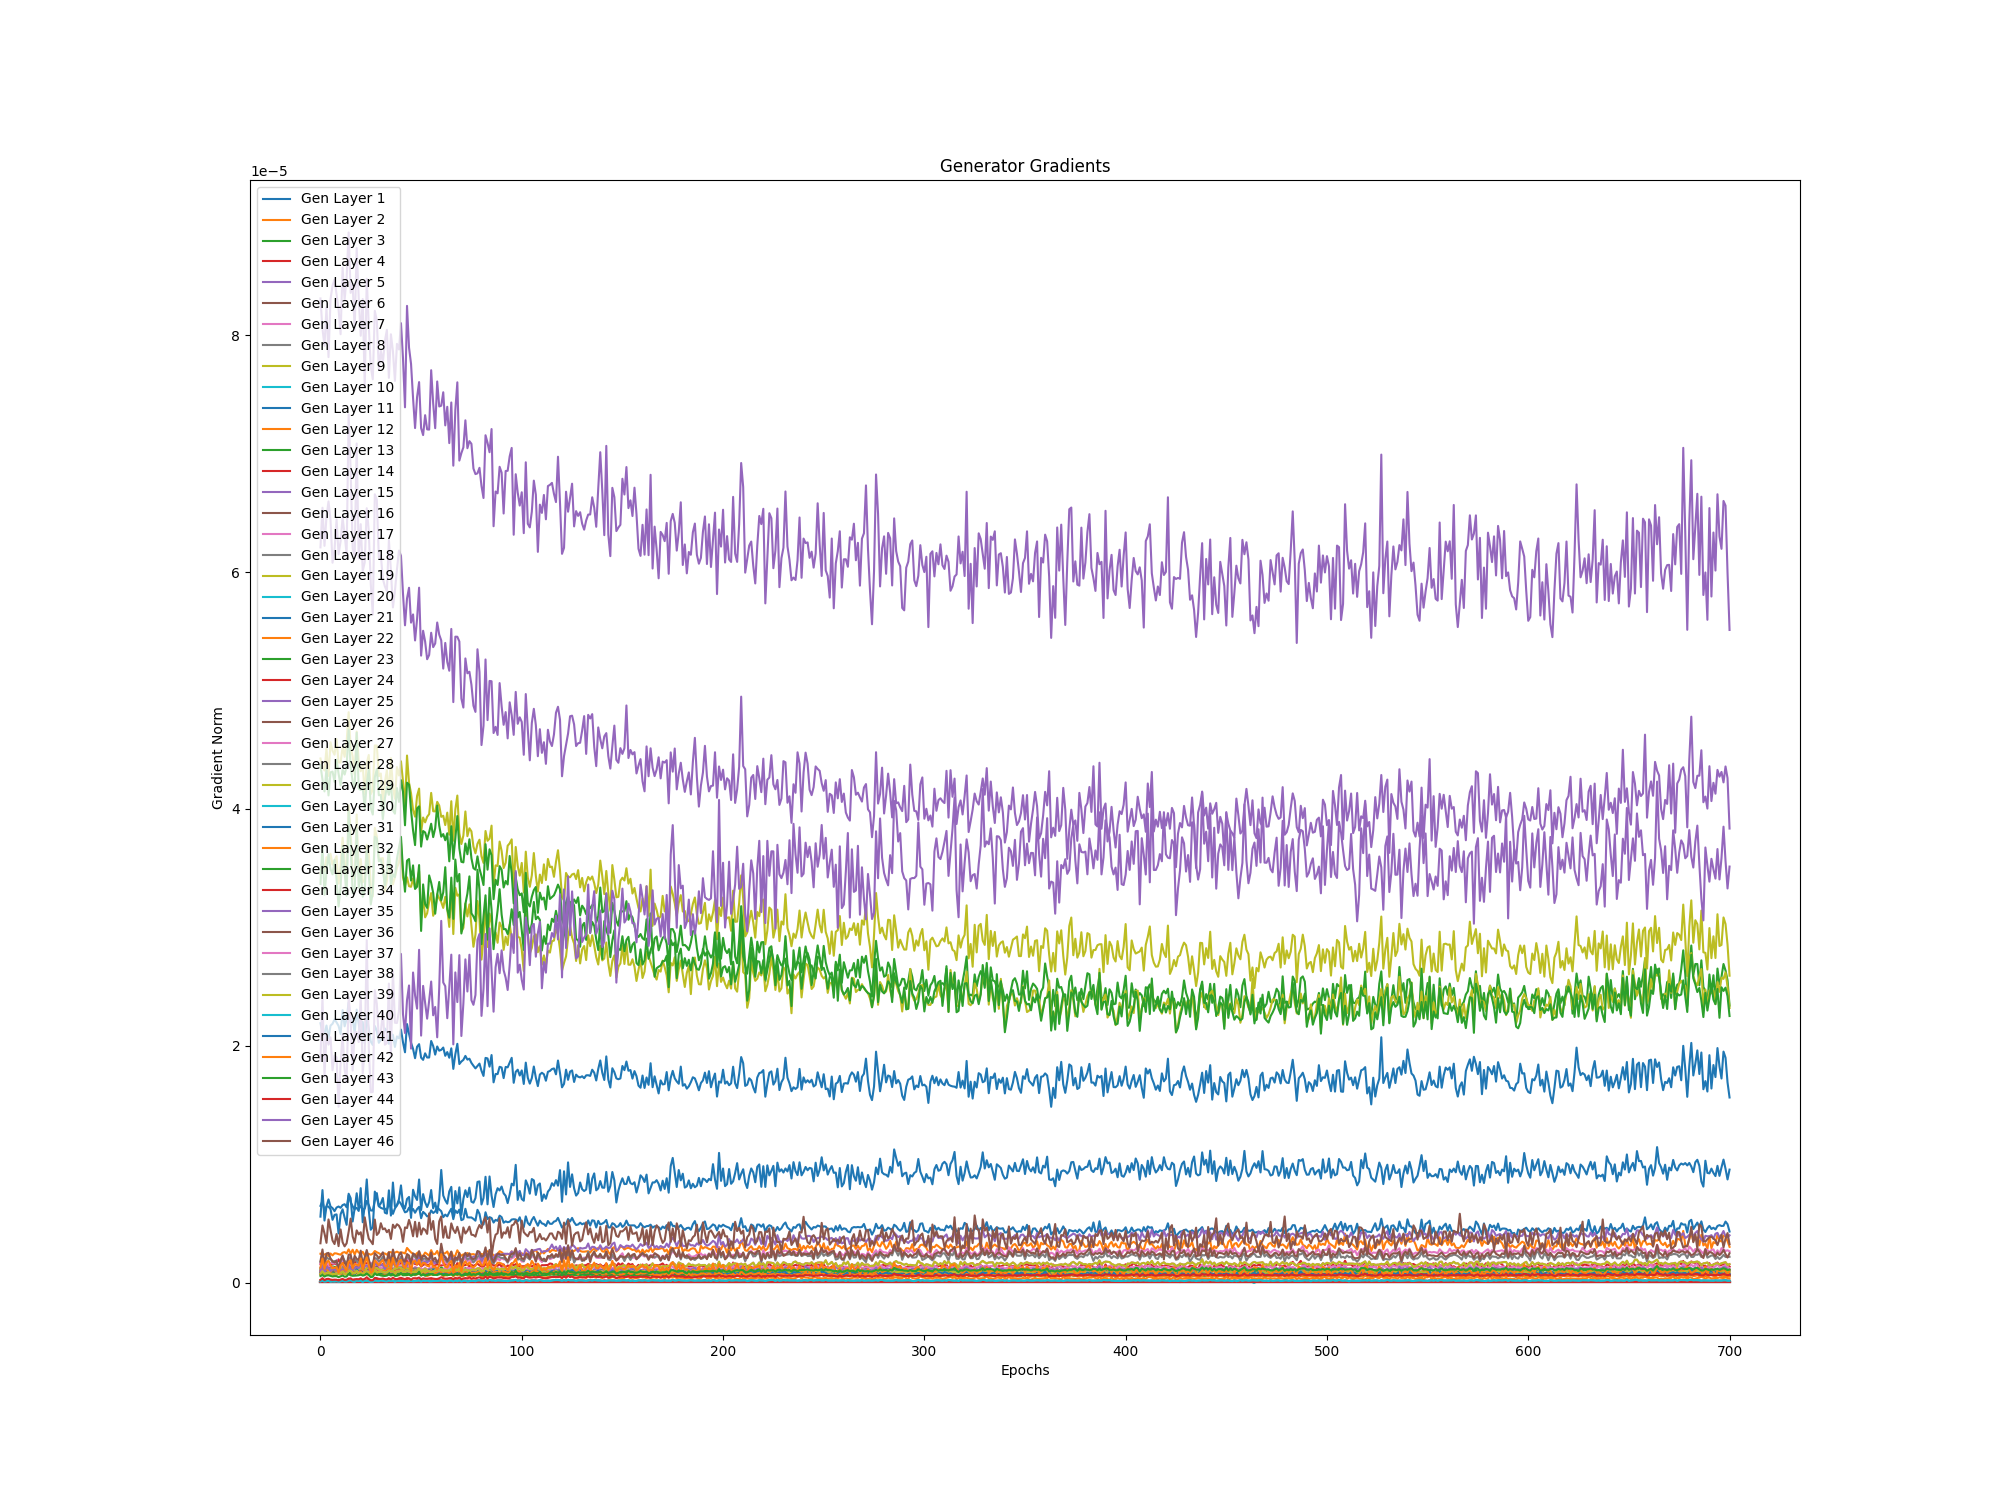 Generator Gradients
1e−5
Gen Layer 1
Gen Layer 2
Gen Layer 3
Gen Layer 4
Gen Layer 5
Gen Layer 6
Gen Layer 7
Gen Layer 8
Gen Layer 9
Gen Layer 10
Gen Layer 11
Gen Layer 12
Gen Layer 13
Gen Layer 14
Gen Layer 15
Gen Layer 16
Gen Layer 17
Gen Layer 18
Gen Layer 19
Gen Layer 20
Gen Layer 21
Gen Layer 22
Gen Layer 23
Gen Layer 24
Gen Layer 25
Gen Layer 26
Gen Layer 27
Gen Layer 28
Gen Layer 29
Gen Layer 30
Gen Layer 31
Gen Layer 32
Gen Layer 33
Gen Layer 34
Gen Layer 35
Gen Layer 36
Gen Layer 37
Gen Layer 38
Gen Layer 39
Gen Layer 40
Gen Layer 41
Gen Layer 42
Gen Layer 43
Gen Layer 44
Gen Layer 45
Gen Layer 46
8
6
4
2
0
Gradient Norm
0 100 200 300 400 500 600 700
Epochs